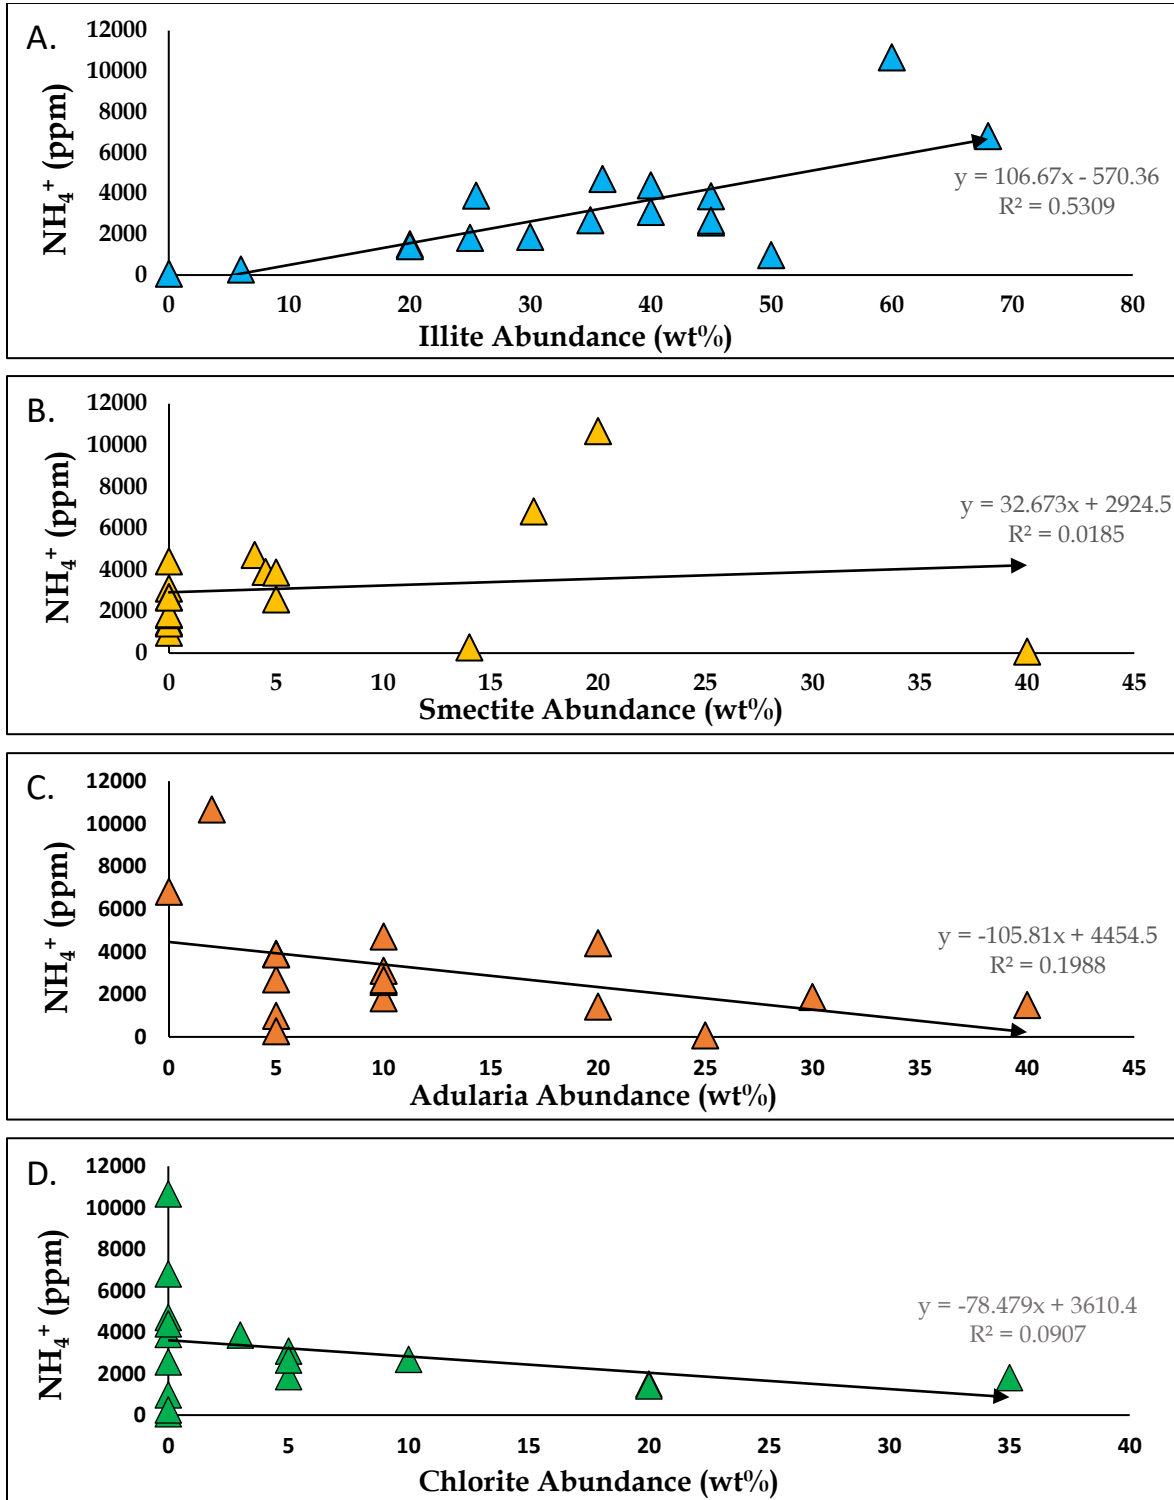 A.
12000
10000
8000
6000
4000
2000
0
NH₄⁺ (ppm)
y = 106.67x - 570.36
R² = 0.5309
0 10 20 30 40 50 60 70 80
Illite Abundance (wt%)
B.
12000
10000
8000
6000
4000
2000
0
NH₄⁺ (ppm)
y = 32.673x + 2924.5
R² = 0.0185
0 5 10 15 20 25 30 35 40 45
Smectite Abundance (wt%)
C.
12000
10000
8000
6000
4000
2000
0
NH₄⁺ (ppm)
y = -105.81x + 4454.5
R² = 0.1988
0 5 10 15 20 25 30 35 40 45
Adularia Abundance (wt%)
D.
12000
10000
8000
6000
4000
2000
0
NH₄⁺ (ppm)
y = -78.479x + 3610.4
R² = 0.0907
0 5 10 15 20 25 30 35 40
Chlorite Abundance (wt%)